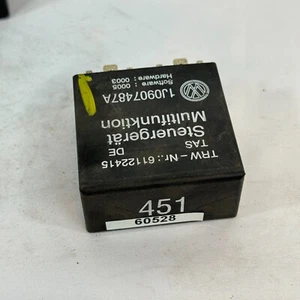 1J0907487A
Software : 0005
Hardware : 0003
Steuergerät
Multifunktion
TRW - Nr.: 61122415
TAS DE
451
60528